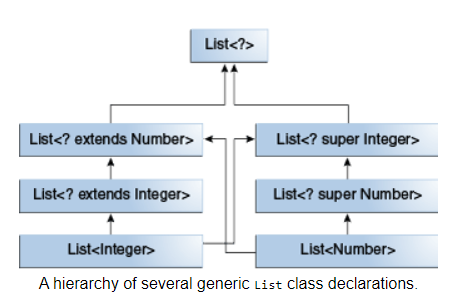 List<?>
List<? extends Number>
List<? super Integer>
List<? extends Integer>
List<? super Number>
List<Integer>
List<Number>
A hierarchy of several generic List class declarations.